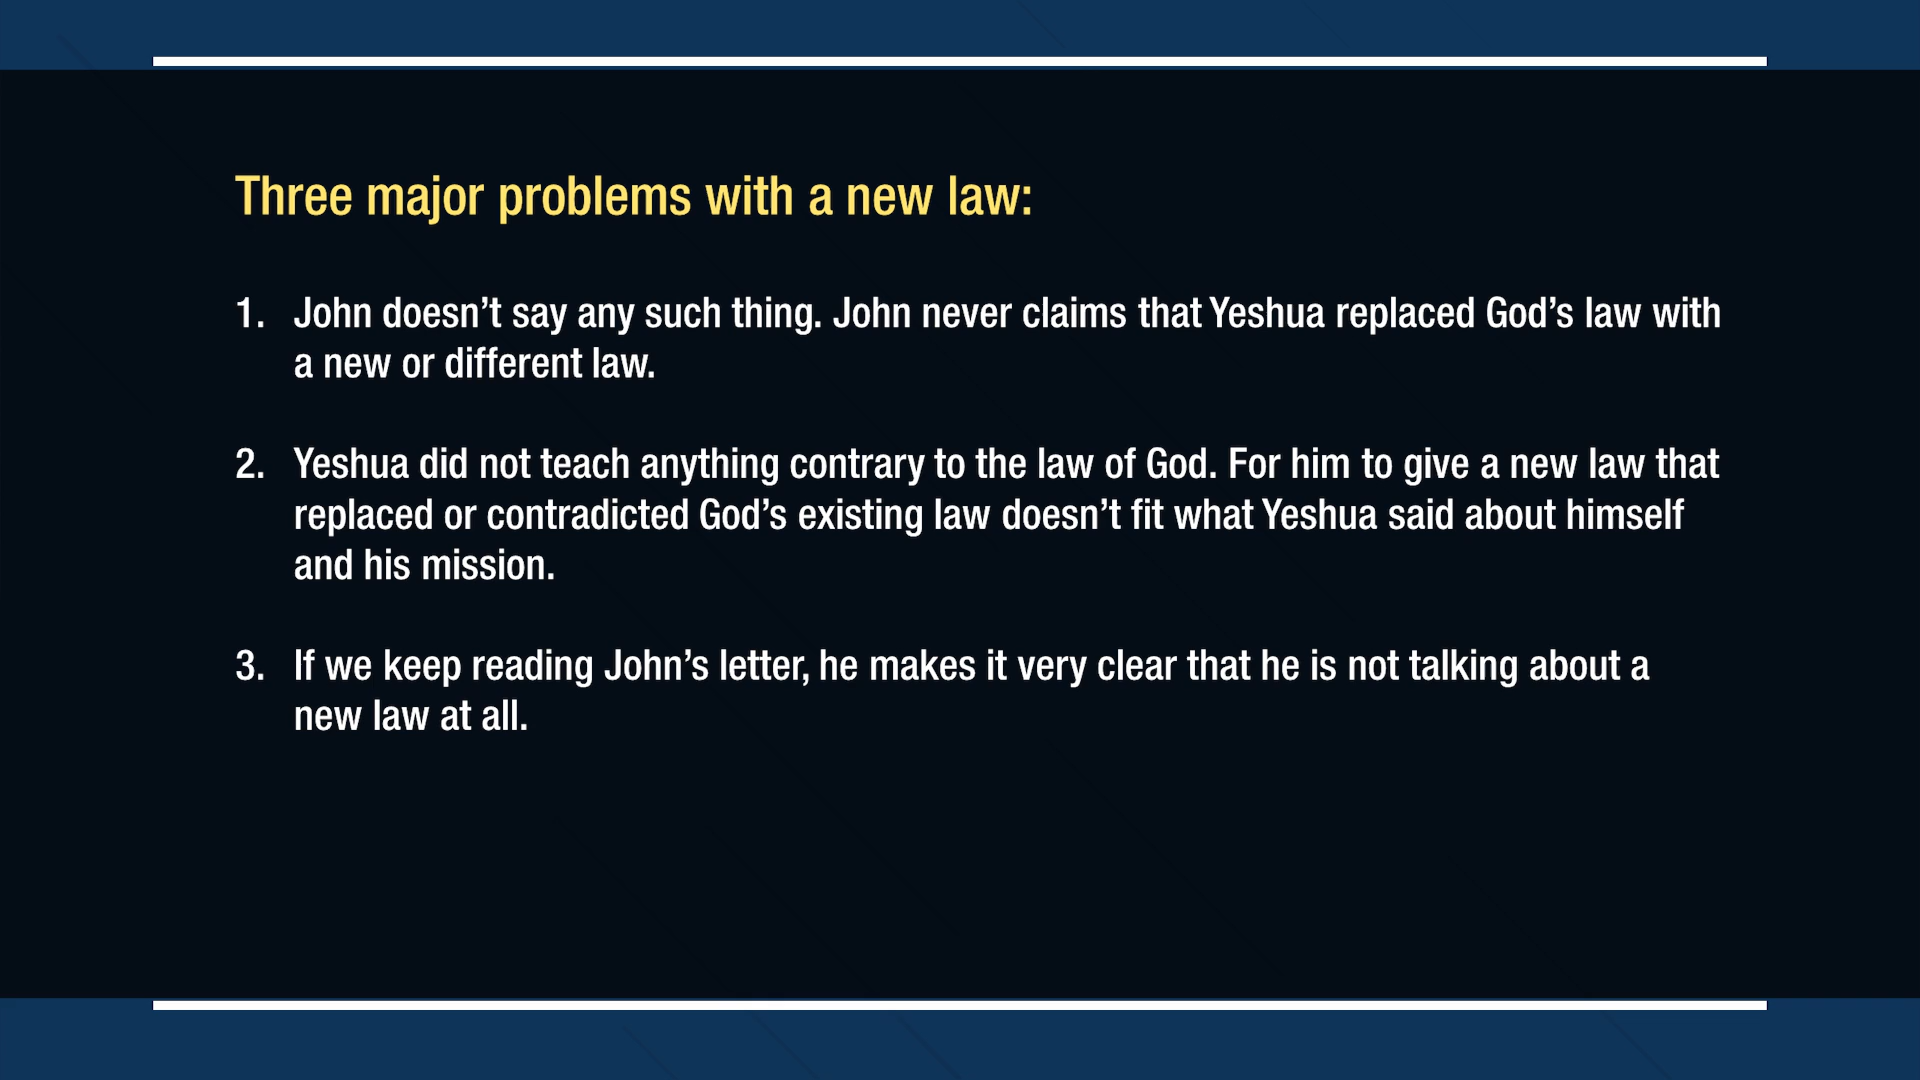 Three major problems with a new law:
1. John doesn’t say any such thing. John never claims that Yeshua replaced God’s law with
a new or different law.
2. Yeshua did not teach anything contrary to the law of God. For him to give a new law that
replaced or contradicted God’s existing law doesn’t fit what Yeshua said about himself
and his mission.
3. If we keep reading John’s letter, he makes it very clear that he is not talking about a
new law at all.